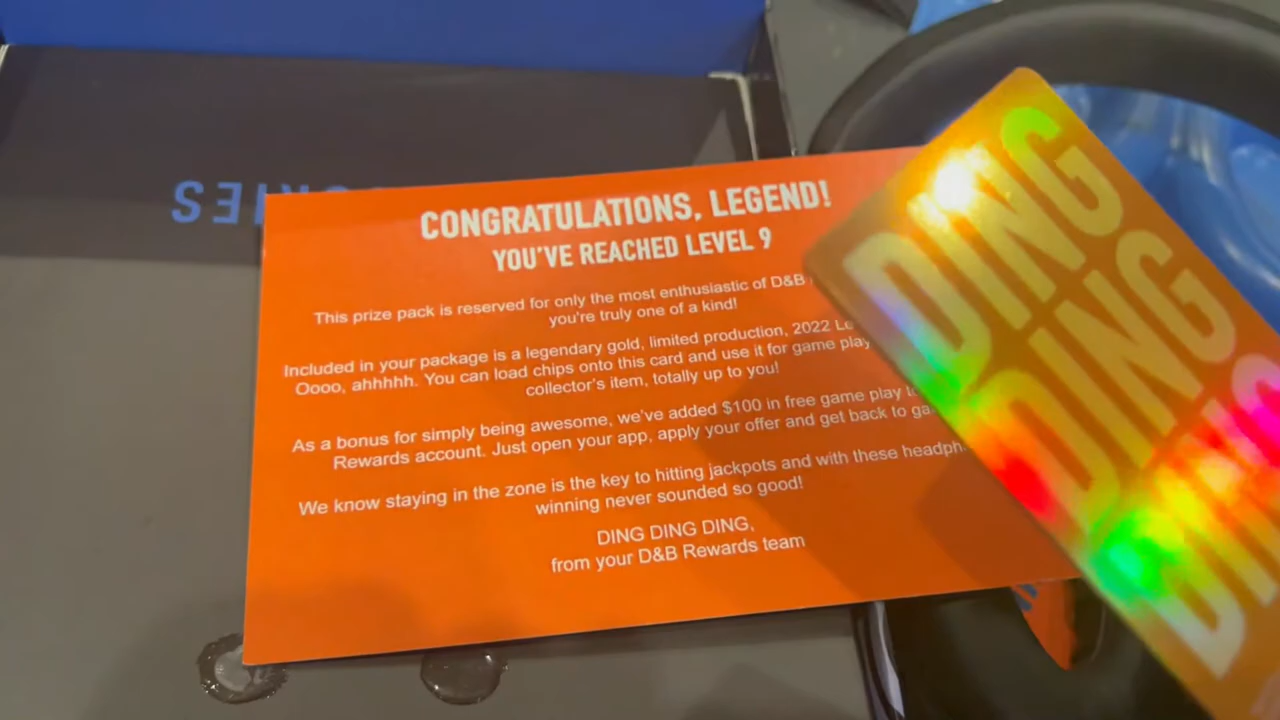 CONGRATULATIONS, LEGEND!
YOU'VE REACHED LEVEL 9
This prize pack is reserved for only the most enthusiastic of D&B
you're truly one of a kind!
Included in your package is a legendary gold, limited production, 2022
Oooo, ahhhhh. You can load chips onto this card and use it for game play
collector's item, totally up to you!
As a bonus for simply being awesome, we've added $100 in free game play
Rewards account. Just open your app, apply your offer and get back to
We know staying in the zone is the key to hitting jackpots and with these
winning never sounded so good!
DING DING DING,
from your D&B Rewards team
DING
DING